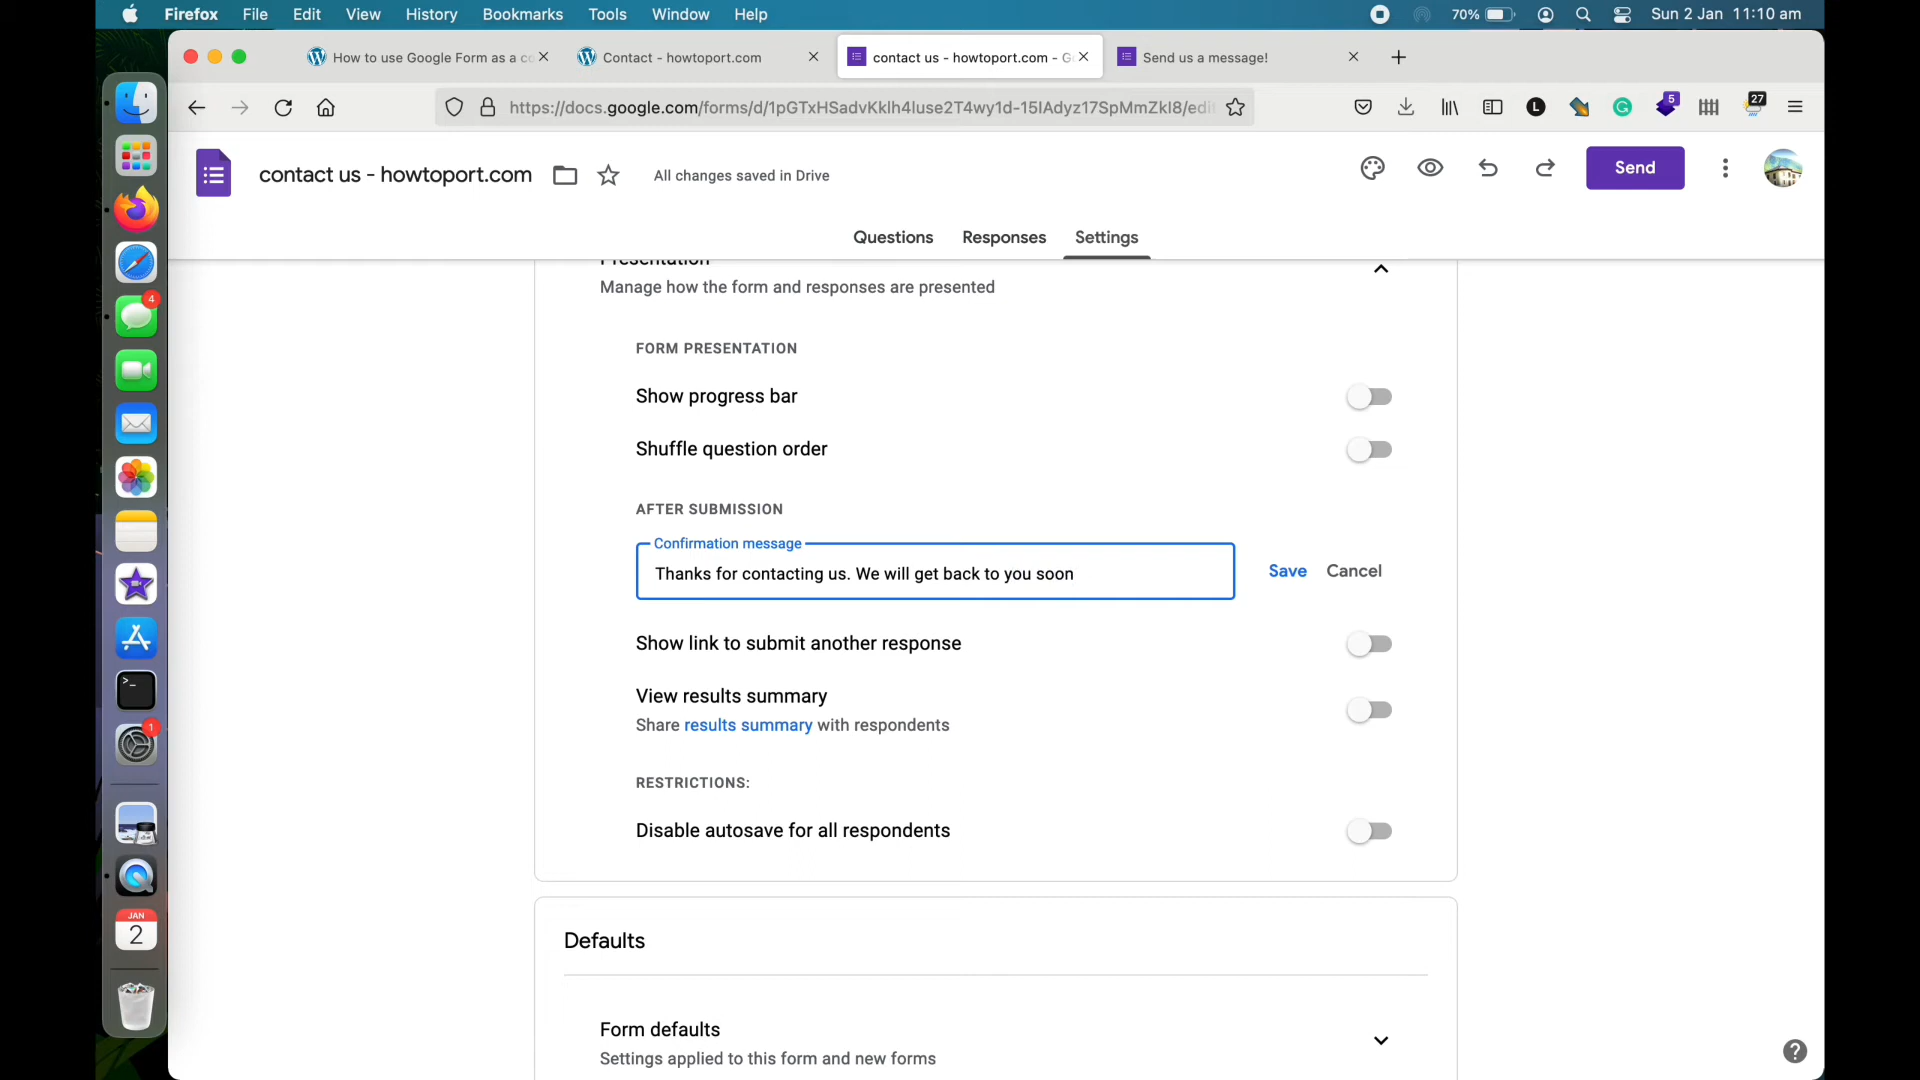 Firefox File Edit View History Bookmarks Tools Window Help 70% Sun 2 Jan 11:10 am
How to use Google Form as a co Contact - howtoport.com contact us - howtoport.com - G Send us a message!
https://docs.google.com/forms/d/1pGTxHSadvKklh4luse2T4wy1d-15lAdyz17SpMmZkl8/edi 5 27
contact us - howtoport.com All changes saved in Drive Send
Questions Responses Settings
Presentation
Manage how the form and responses are presented
FORM PRESENTATION
Show progress bar
Shuffle question order
AFTER SUBMISSION
Confirmation message
Thanks for contacting us. We will get back to you soon Save Cancel
Show link to submit another response
View results summary
Share results summary with respondents
RESTRICTIONS:
Disable autosave for all respondents
Defaults
Form defaults
Settings applied to this form and new forms
4
1
JAN
2